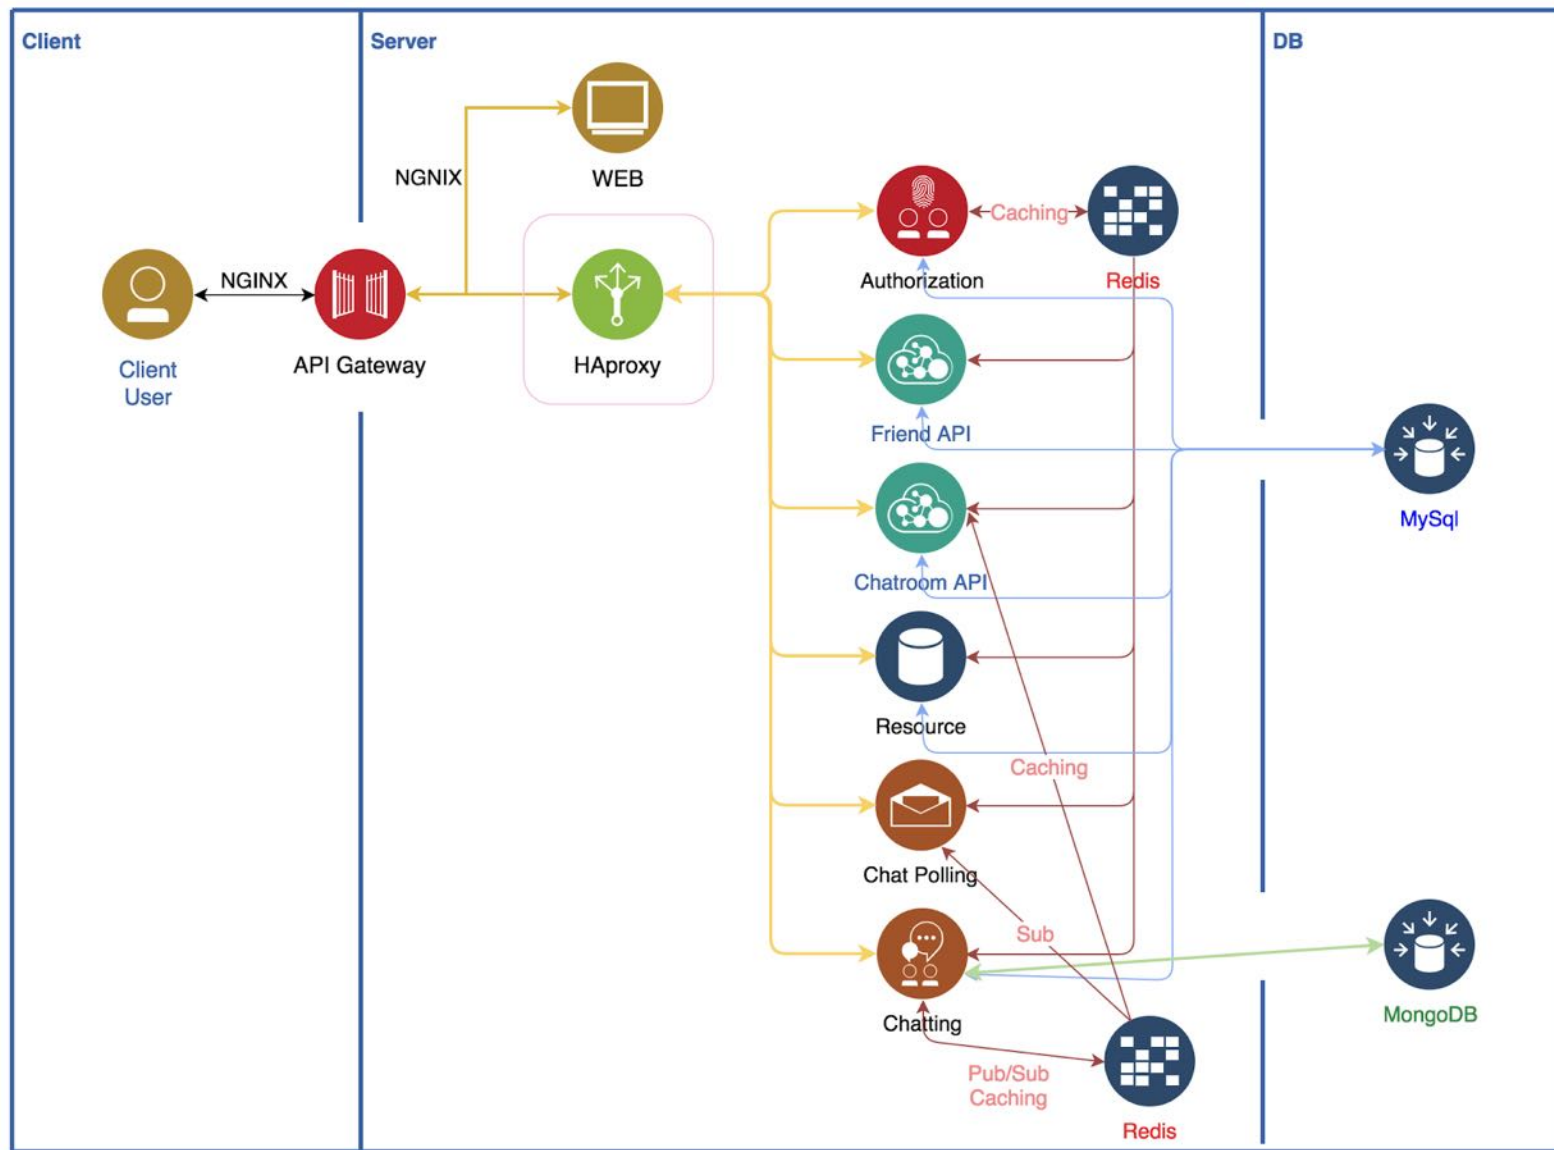 Client
Server
DB
NGNIX
WEB
NGINX
Client
User
API Gateway
HAproxy
Authorization
Caching
Redis
Friend API
Chatroom API
Resource
Caching
Chat Polling
Sub
Chatting
Pub/Sub
Caching
Redis
MySql
MongoDB